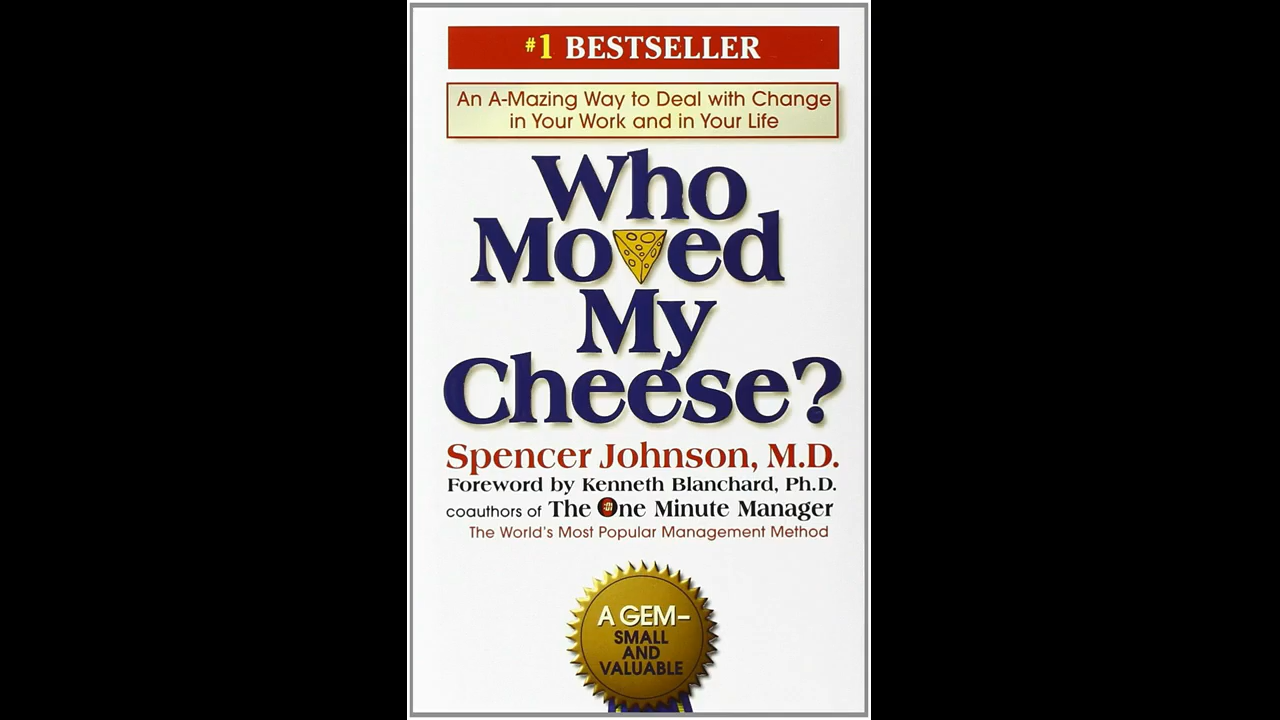 #1 BESTSELLER
An A-Mazing Way to Deal with Change
in Your Work and in Your Life
Who
Moved
My
Cheese?
Spencer Johnson, M.D.
Foreword by Kenneth Blanchard, Ph.D.
coauthors of The One Minute Manager
The World's Most Popular Management Method
A GEM–
SMALL
AND
VALUABLE